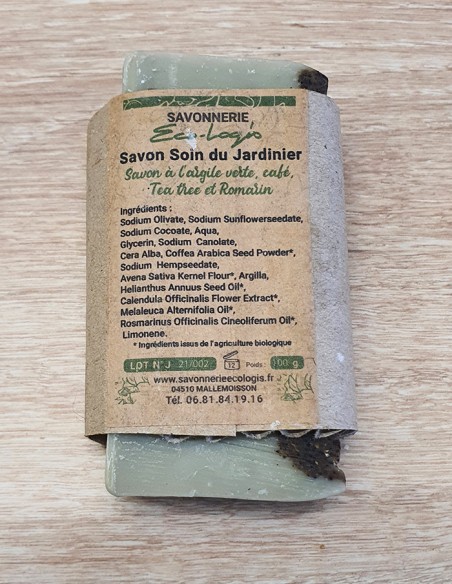 SAVONNERIE
Eco-Logis
Savon Soin du Jardinier
Savon à l'argile verte, café,
Tea tree et Romarin
Ingrédients :
Sodium Olivate, Sodium Sunflowerseedate,
Sodium Cocoate, Aqua,
Glycerin, Sodium Canolate,
Cera Alba, Coffea Arabica Seed Powder*,
Sodium Hempseedate,
Avena Sativa Kernel Flour*, Argilla,
Helianthus Annuus Seed Oil*,
Calendula Officinalis Flower Extract*,
Melaleuca Alternifolia Oil*,
Rosmarinus Officinalis Cineoliferum Oil*,
Limonene.
* Ingrédients issus de l'agriculture biologique
LOT N°J 21/002 12 Poids : 100 g
www.savonnerieecologis.fr
04510 MALLEMOISSON
Tél. 06.81.84.19.16